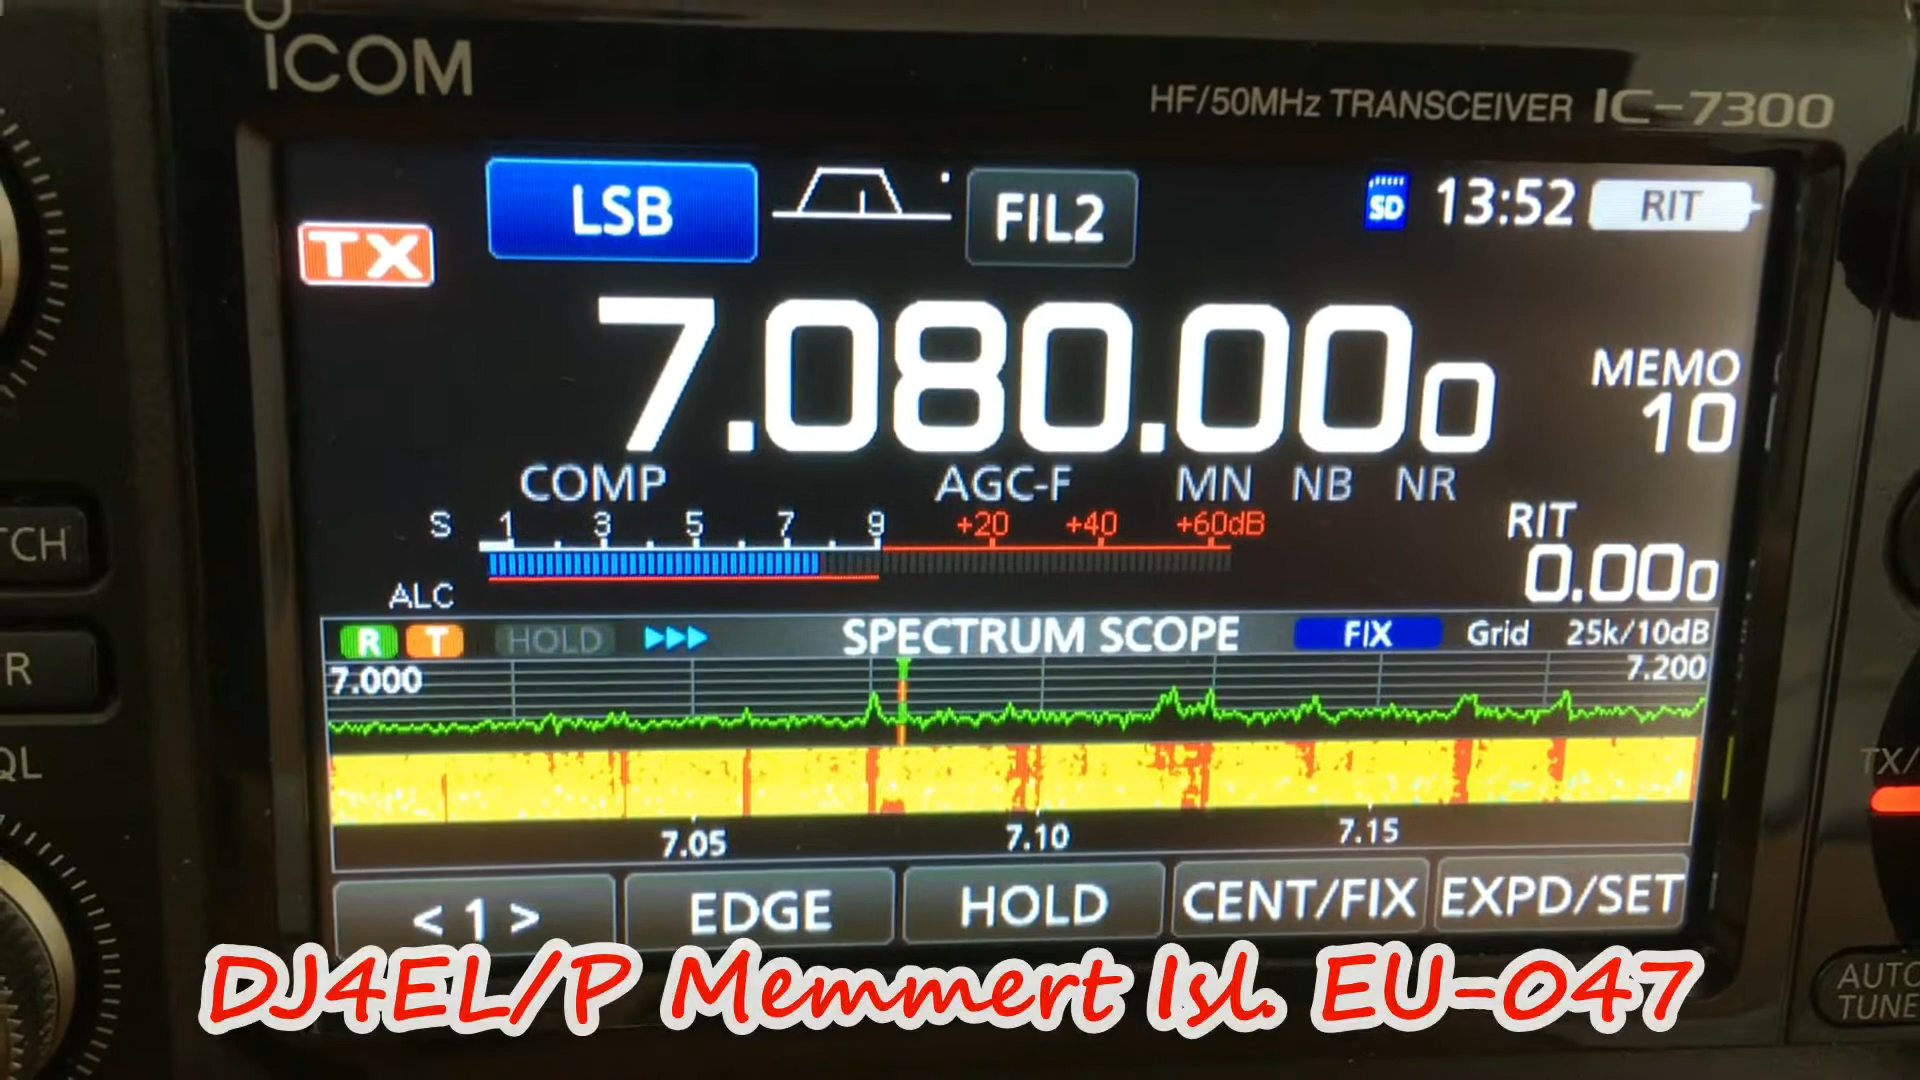 ICOM
HF/50MHz TRANSCEIVER IC-7300
LSB
FIL2
SD
13:52
RIT
TX
7.080.000
MEMO
10
COMP AGC-F MN NB NR
S 1 3 5 7 9 +20 +40 +60dB
RIT
0.000
ALC
R T HOLD SPECTRUM SCOPE FIX Grid 25k/10dB
7.000 7.200
7.05 7.10 7.15
< 1 > EDGE HOLD CENT/FIX EXPD/SET
TCH
R
QL
TX/
AUTO
TUNE
DJ4EL/P Memmert Isl. EU-047